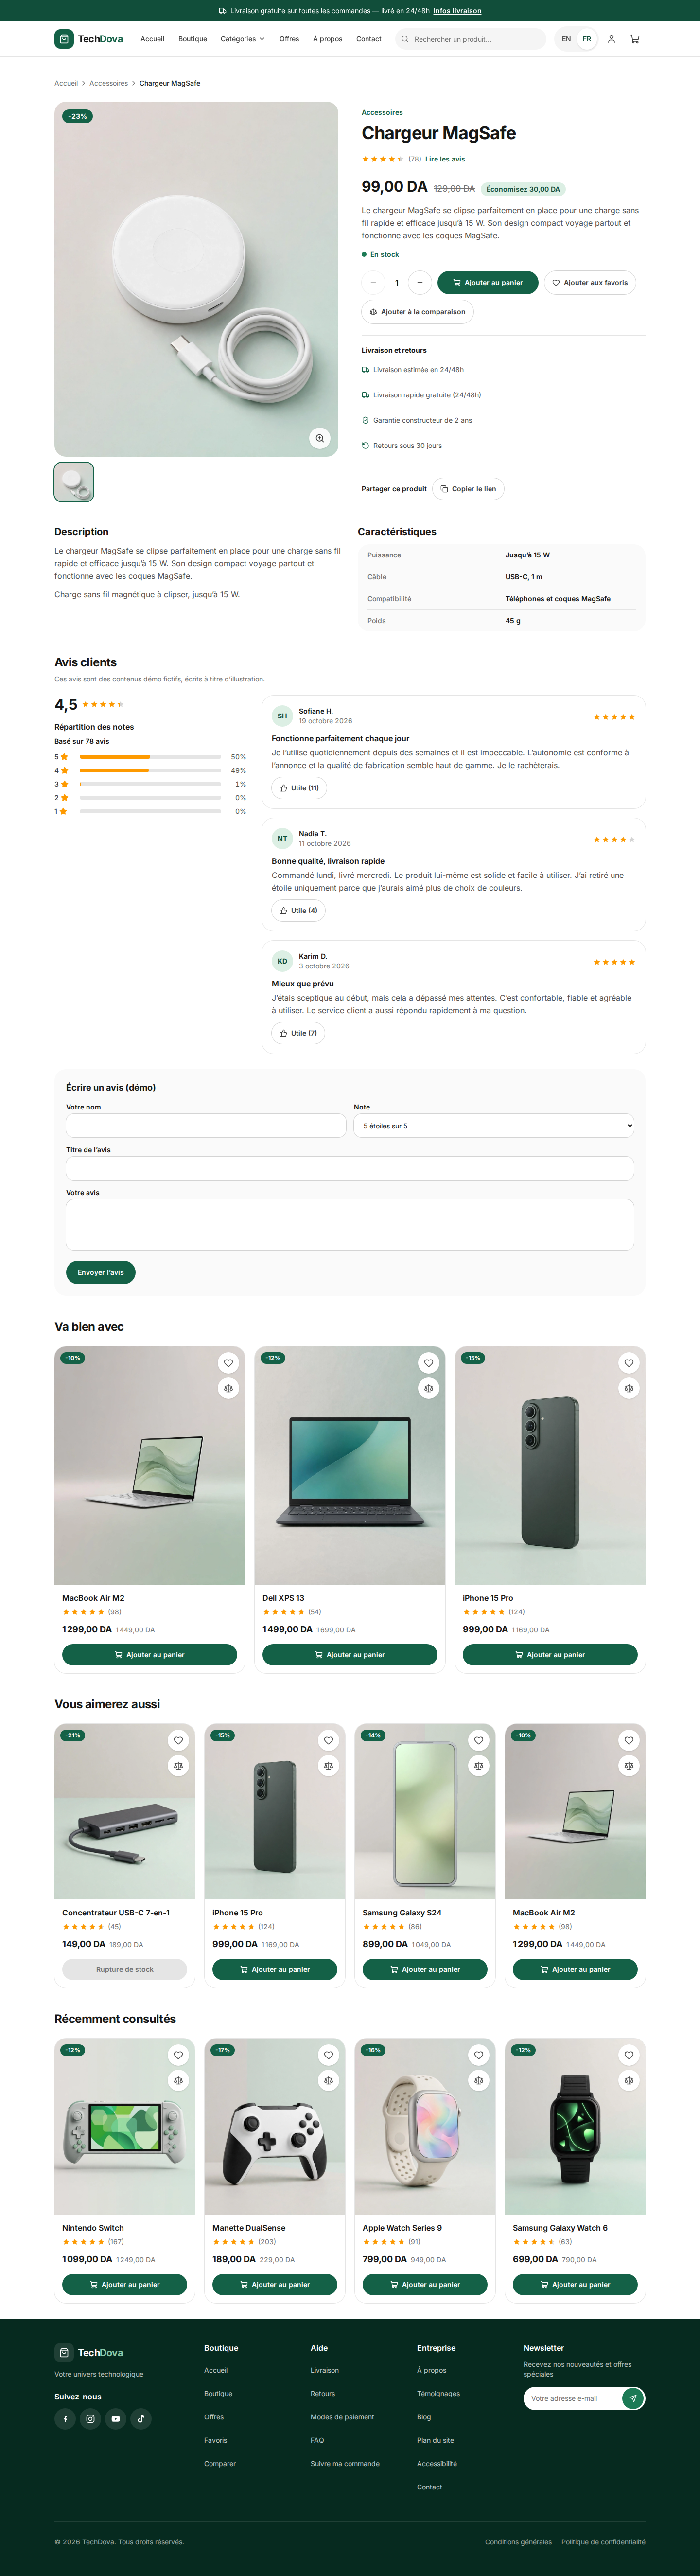 Livraison gratuite sur toutes les commandes — livré en 24/48h Infos livraison
TechDova
Accueil
Boutique
Catégories
Offres
À propos
Contact
Rechercher un produit...
EN
FR
Accueil > Accessoires > Chargeur MagSafe
-23%
Accessoires
Chargeur MagSafe
(78) Lire les avis
99,00 DA 129,00 DA Économisez 30,00 DA
Le chargeur MagSafe se clipse parfaitement en place pour une charge sans
fil rapide et efficace jusqu’à 15 W. Son design compact voyage partout et
fonctionne avec les coques MagSafe.
En stock
1
Ajouter au panier
Ajouter aux favoris
Ajouter à la comparaison
Livraison et retours
Livraison estimée en 24/48h
Livraison rapide gratuite (24/48h)
Garantie constructeur de 2 ans
Retours sous 30 jours
Partager ce produit
Copier le lien
Description
Le chargeur MagSafe se clipse parfaitement en place pour une charge sans fil
rapide et efficace jusqu’à 15 W. Son design compact voyage partout et
fonctionne avec les coques MagSafe.
Charge sans fil magnétique à clipser, jusqu’à 15 W.
Caractéristiques
Puissance Jusqu’à 15 W
Câble USB-C, 1 m
Compatibilité Téléphones et coques MagSafe
Poids 45 g
Avis clients
Ces avis sont des contenus démo fictifs, écrits à titre d’illustration.
4,5
Répartition des notes
Basé sur 78 avis
5 50%
4 49%
3 1%
2 0%
1 0%
SH
Sofiane H.
19 octobre 2026
Fonctionne parfaitement chaque jour
Je l’utilise quotidiennement depuis des semaines et il est impeccable. L’autonomie est conforme à
l’annonce et la qualité de fabrication semble haut de gamme. Je le rachèterais.
Utile (11)
NT
Nadia T.
11 octobre 2026
Bonne qualité, livraison rapide
Commandé lundi, livré mercredi. Le produit lui-même est solide et facile à utiliser. J’ai retiré une
étoile uniquement parce que j’aurais aimé plus de choix de couleurs.
Utile (4)
KD
Karim D.
3 octobre 2026
Mieux que prévu
J’étais sceptique au début, mais cela a dépassé mes attentes. C’est confortable, fiable et agréable
à utiliser. Le service client a aussi répondu rapidement à ma question.
Utile (7)
Écrire un avis (démo)
Votre nom
Note
5 étoiles sur 5
Titre de l’avis
Votre avis
Envoyer l’avis
Va bien avec
-10%
MacBook Air M2
(98)
1 299,00 DA 1 449,00 DA
Ajouter au panier
-12%
Dell XPS 13
(54)
1 499,00 DA 1 699,00 DA
Ajouter au panier
-15%
iPhone 15 Pro
(124)
999,00 DA 1 169,00 DA
Ajouter au panier
Vous aimerez aussi
-21%
Concentrateur USB-C 7-en-1
(45)
149,00 DA 189,00 DA
Rupture de stock
-15%
iPhone 15 Pro
(124)
999,00 DA 1 169,00 DA
Ajouter au panier
-14%
Samsung Galaxy S24
(86)
899,00 DA 1 049,00 DA
Ajouter au panier
-10%
MacBook Air M2
(98)
1 299,00 DA 1 449,00 DA
Ajouter au panier
Récemment consultés
-12%
Nintendo Switch
(167)
1 099,00 DA 1 249,00 DA
Ajouter au panier
-17%
Manette DualSense
(203)
189,00 DA 229,00 DA
Ajouter au panier
-16%
Apple Watch Series 9
(91)
799,00 DA 949,00 DA
Ajouter au panier
-12%
Samsung Galaxy Watch 6
(63)
699,00 DA 790,00 DA
Ajouter au panier
TechDova
Votre univers technologique
Suivez-nous
Boutique
Accueil
Boutique
Offres
Favoris
Comparer
Aide
Livraison
Retours
Modes de paiement
FAQ
Suivre ma commande
Entreprise
À propos
Témoignages
Blog
Plan du site
Accessibilité
Contact
Newsletter
Recevez nos nouveautés et offres
spéciales
Votre adresse e-mail
© 2026 TechDova. Tous droits réservés.
Conditions générales
Politique de confidentialité